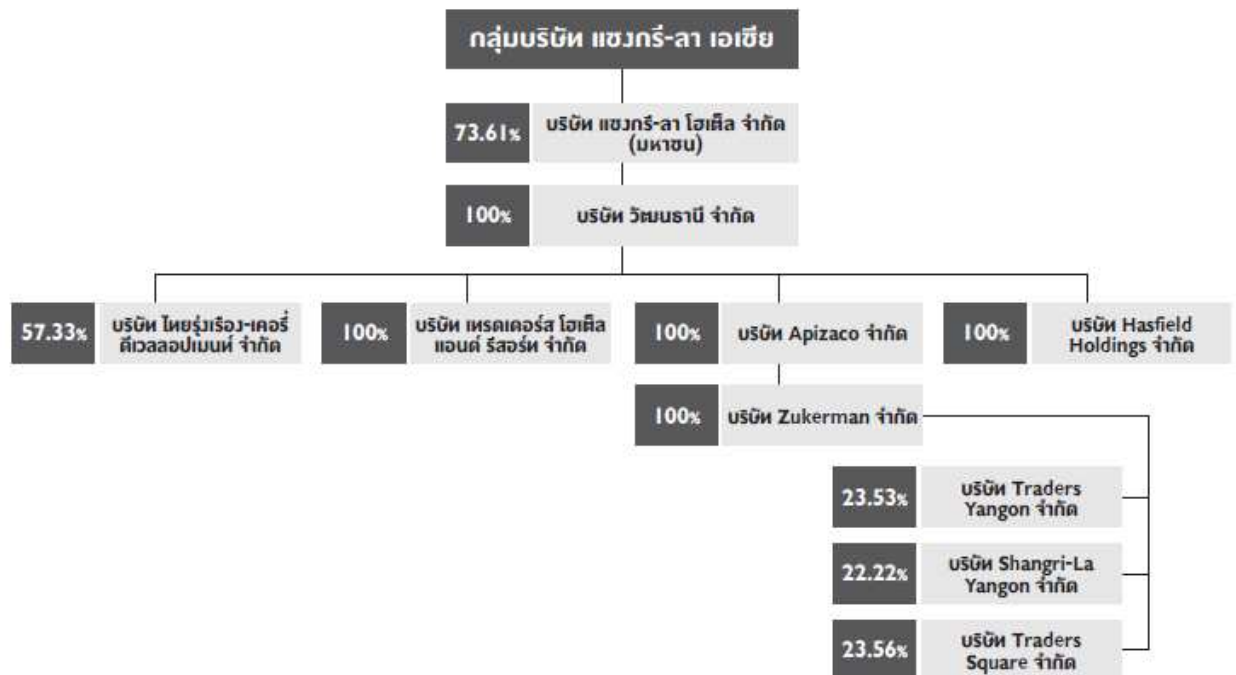 กลุ่มบริษัท แชงกรี-ลา เอเชีย
73.61%
บริษัท แชงกรี-ลา โฮเต็ล จำกัด
(มหาชน)
100%
บริษัท วัฒนธานี จำกัด
57.33%
บริษัท ไทยรุ่งเรือง-เคอรี่
ดีเวลลอปเมนท์ จำกัด
100%
บริษัท เทรดเดอร์ส โฮเต็ล
แอนด์ รีสอร์ท จำกัด
100%
บริษัท Apizaco จำกัด
100%
บริษัท Hasfield
Holdings จำกัด
100%
บริษัท Zukerman จำกัด
23.53%
บริษัท Traders
Yangon จำกัด
22.22%
บริษัท Shangri-La
Yangon จำกัด
23.56%
บริษัท Traders
Square จำกัด